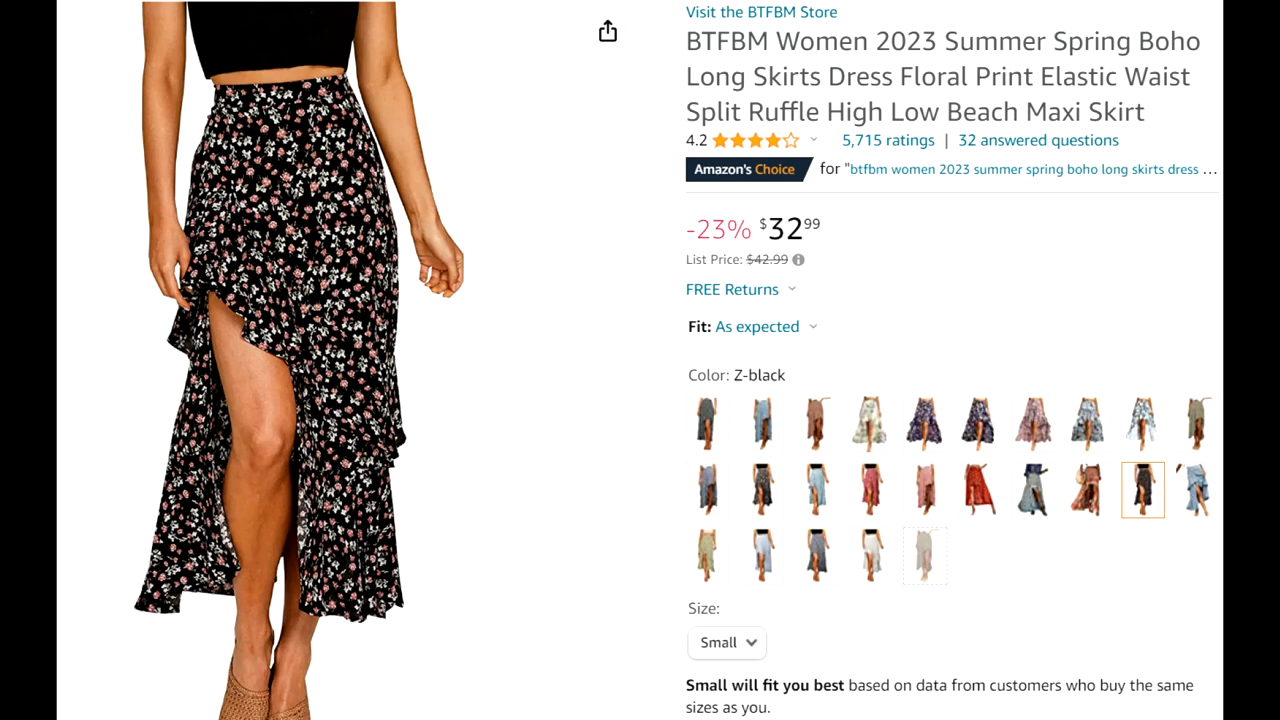 Visit the BTFBM Store
BTFBM Women 2023 Summer Spring Boho
Long Skirts Dress Floral Print Elastic Waist
Split Ruffle High Low Beach Maxi Skirt
4.2 5,715 ratings | 32 answered questions
Amazon's Choice for "btfbm women 2023 summer spring boho long skirts dress ...
-23% $32 99
List Price: $42.99
FREE Returns
Fit: As expected
Color: Z-black
Size:
Small
Small will fit you best based on data from customers who buy the same
sizes as you.